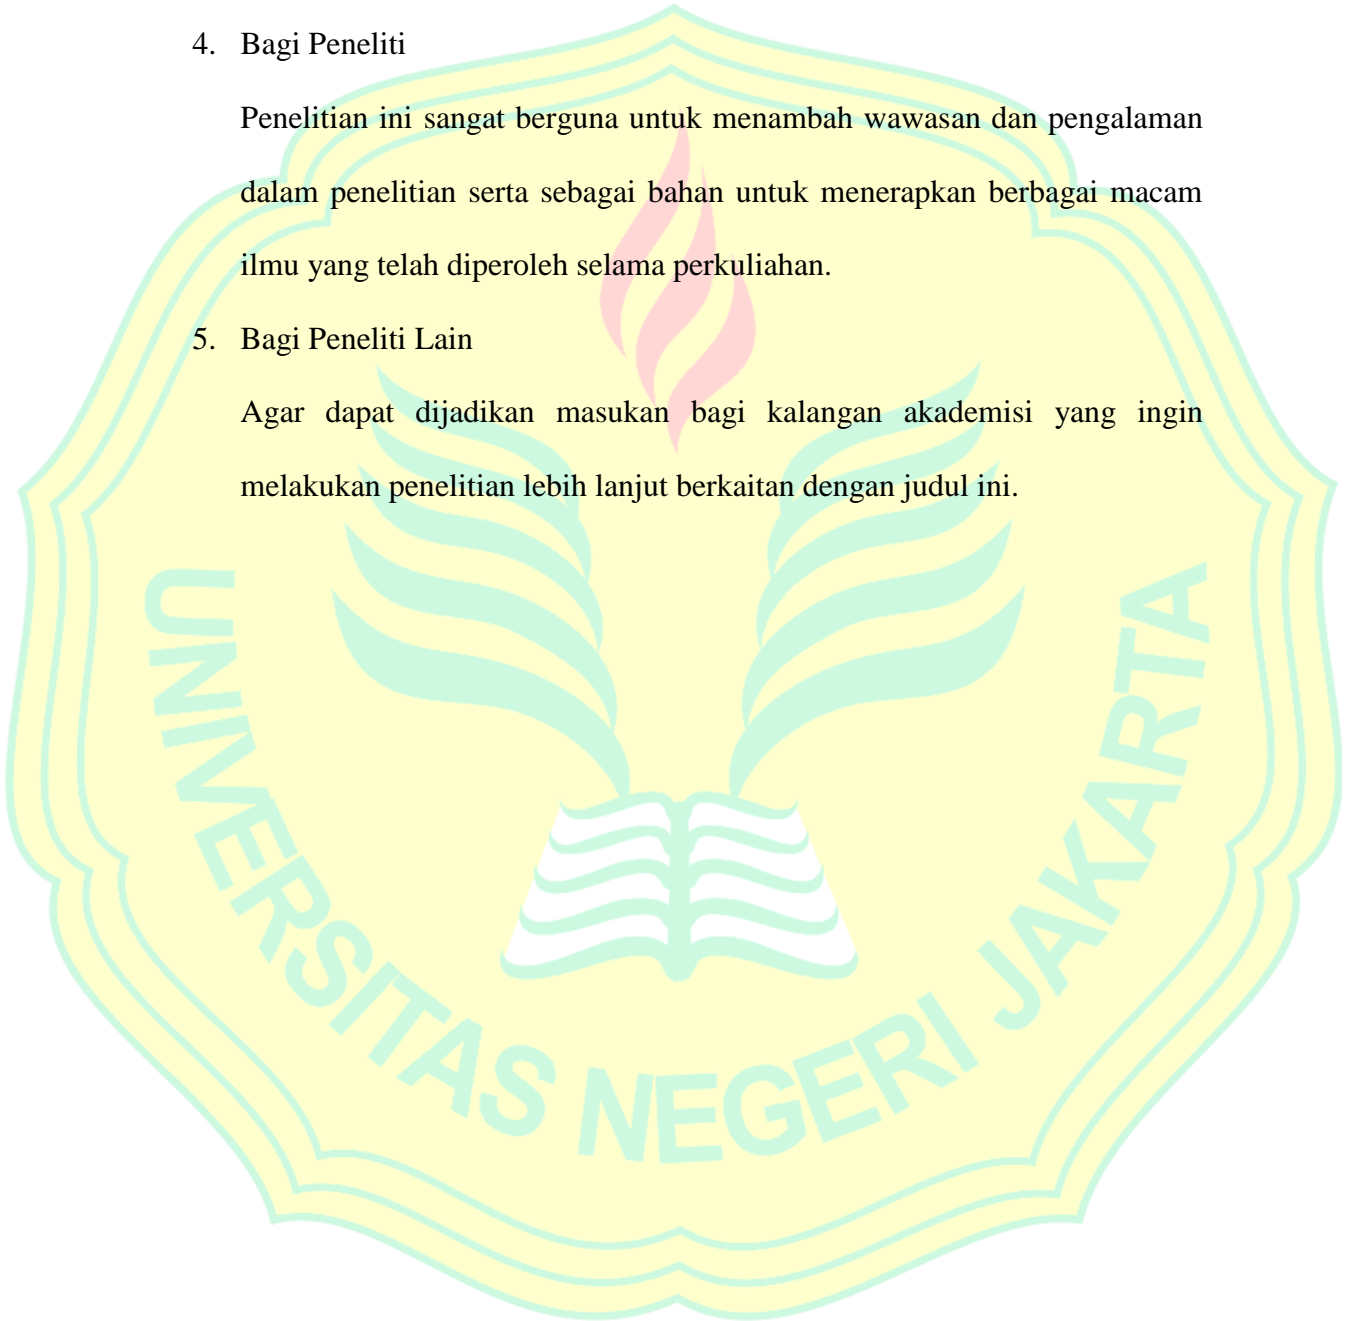 4. Bagi Peneliti
Penelitian ini sangat berguna untuk menambah wawasan dan pengalaman
dalam penelitian serta sebagai bahan untuk menerapkan berbagai macam
ilmu yang telah diperoleh selama perkuliahan.
5. Bagi Peneliti Lain
Agar dapat dijadikan masukan bagi kalangan akademisi yang ingin
melakukan penelitian lebih lanjut berkaitan dengan judul ini.
UNIVERSITAS NEGERI JAKARTA